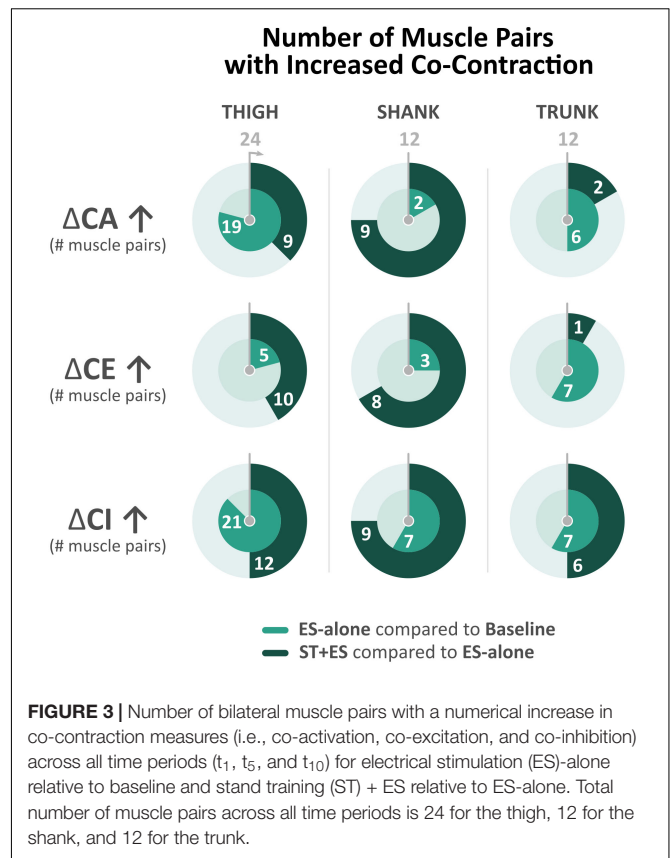 Number of Muscle Pairs
with Increased Co-Contraction
THIGH SHANK TRUNK
24 12 12
ΔCA ↑
(# muscle pairs)
19 9 2 9 2 6
ΔCE ↑
(# muscle pairs)
5 10 3 8 1 7
ΔCI ↑
(# muscle pairs)
21 12 9 7 7 6
ES-alone compared to Baseline
ST+ES compared to ES-alone
FIGURE 3 | Number of bilateral muscle pairs with a numerical increase in
co-contraction measures (i.e., co-activation, co-excitation, and co-inhibition)
across all time periods (t₁, t₅, and t₁₀) for electrical stimulation (ES)-alone
relative to baseline and stand training (ST) + ES relative to ES-alone. Total
number of muscle pairs across all time periods is 24 for the thigh, 12 for the
shank, and 12 for the trunk.